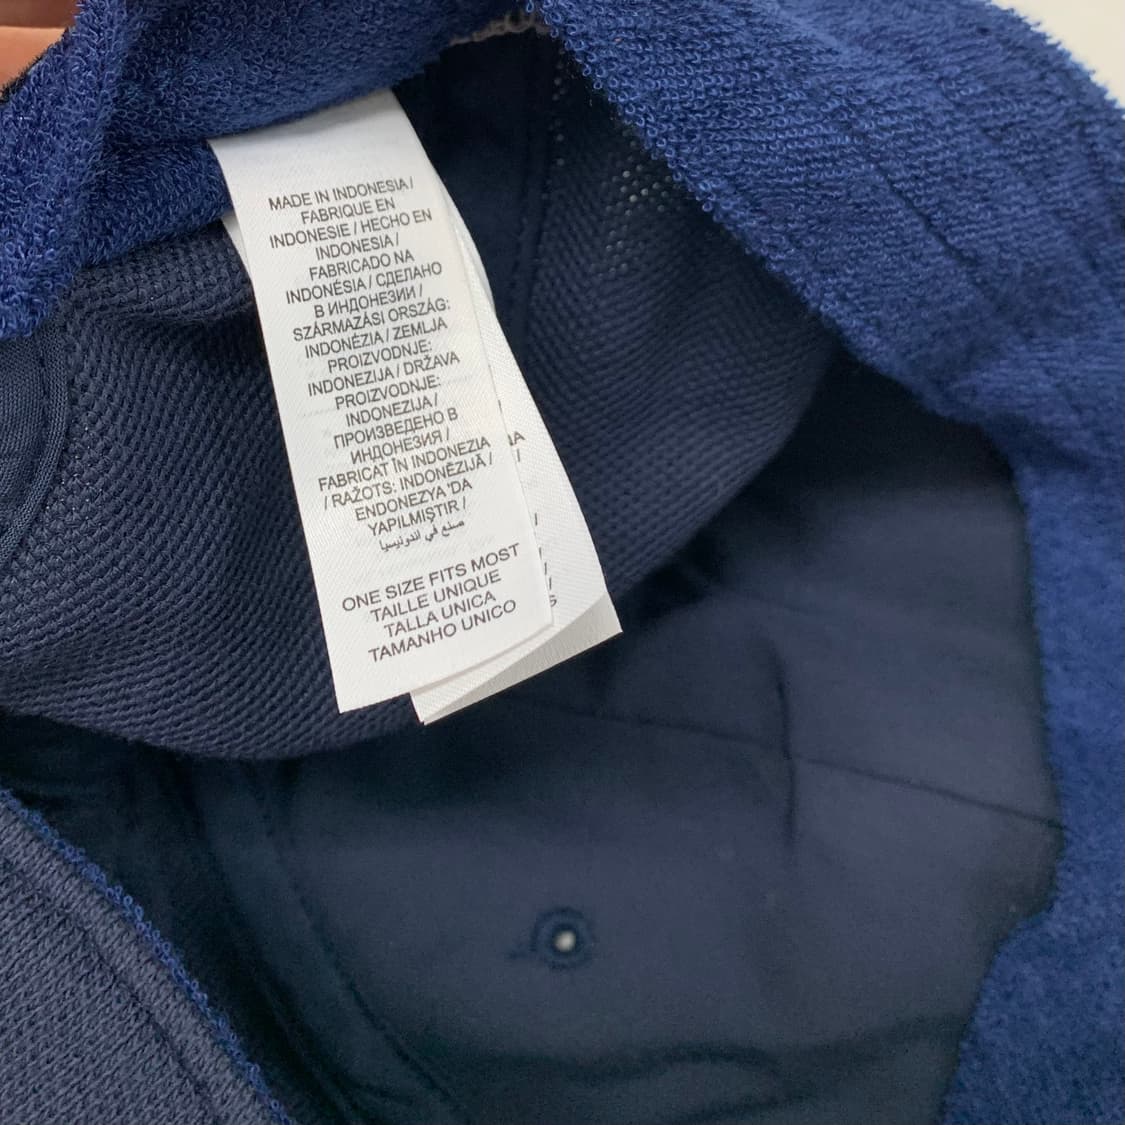 MADE IN INDONESIA /
FABRIQUE EN
INDONESIE / HECHO EN
INDONESIA /
FABRICADO NA
INDONÉSIA / СДЕЛАНО
В ИНДОНЕЗИИ /
SZÁRMAZÁSI ORSZÁG:
INDONÉZIA / ZEMLJA
PROIZVODNJE:
INDONEZIJA / DRŽAVA
PROIZVODNJE:
INDONEZIJA /
ПРОИЗВЕДЕНО В
ИНДОНЕЗИЯ /
FABRICAT ÎN INDONEZIA
/ RAŽOTS: INDONĒZIJĀ /
ENDONEZYA 'DA
YAPILMIŞTIR /
صنع في اندونيسيا
ONE SIZE FITS MOST
TAILLE UNIQUE
TALLA UNICA
TAMANHO UNICO